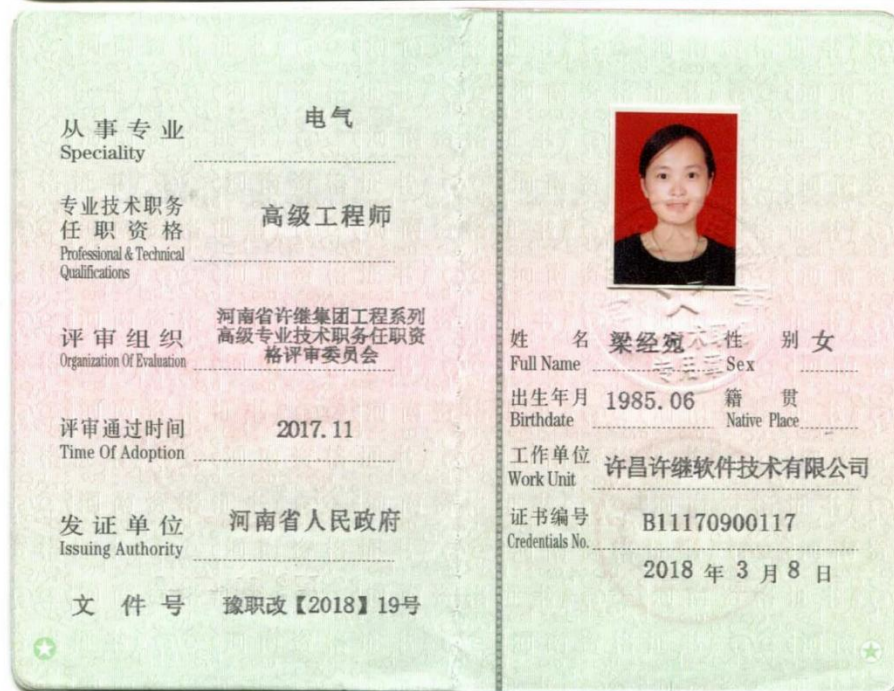 从事专业 电气
Speciality
专业技术职务
任职资格 高级工程师
Professional & Technical
Qualifications
河南省许继集团工程系列
评审组织 高级专业技术职务任职资
Organization Of Evaluation 格评审委员会
评审通过时间 2017.11
Time Of Adoption
发证单位 河南省人民政府
Issuing Authority
文件号 豫职改【2018】19号
姓名 梁经宛 性别 女
Full Name Sex
出生年月 1985.06 籍贯
Birthdate Native Place
工作单位 许昌许继软件技术有限公司
Work Unit
证书编号 B11170900117
Credentials No.
2018 年 3 月 8 日